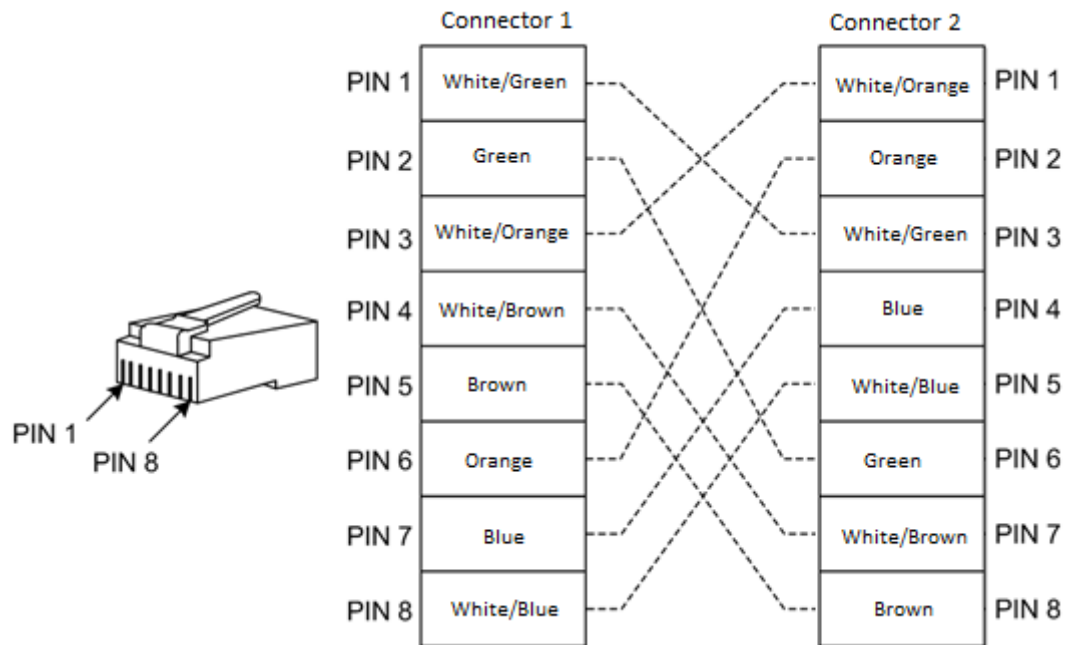 Connector 1 Connector 2
PIN 1 White/Green White/Orange PIN 1
PIN 2 Green Orange PIN 2
PIN 3 White/Orange White/Green PIN 3
PIN 4 White/Brown Blue PIN 4
PIN 5 Brown White/Blue PIN 5
PIN 6 Orange Green PIN 6
PIN 7 Blue White/Brown PIN 7
PIN 8 White/Blue Brown PIN 8
PIN 1
PIN 8